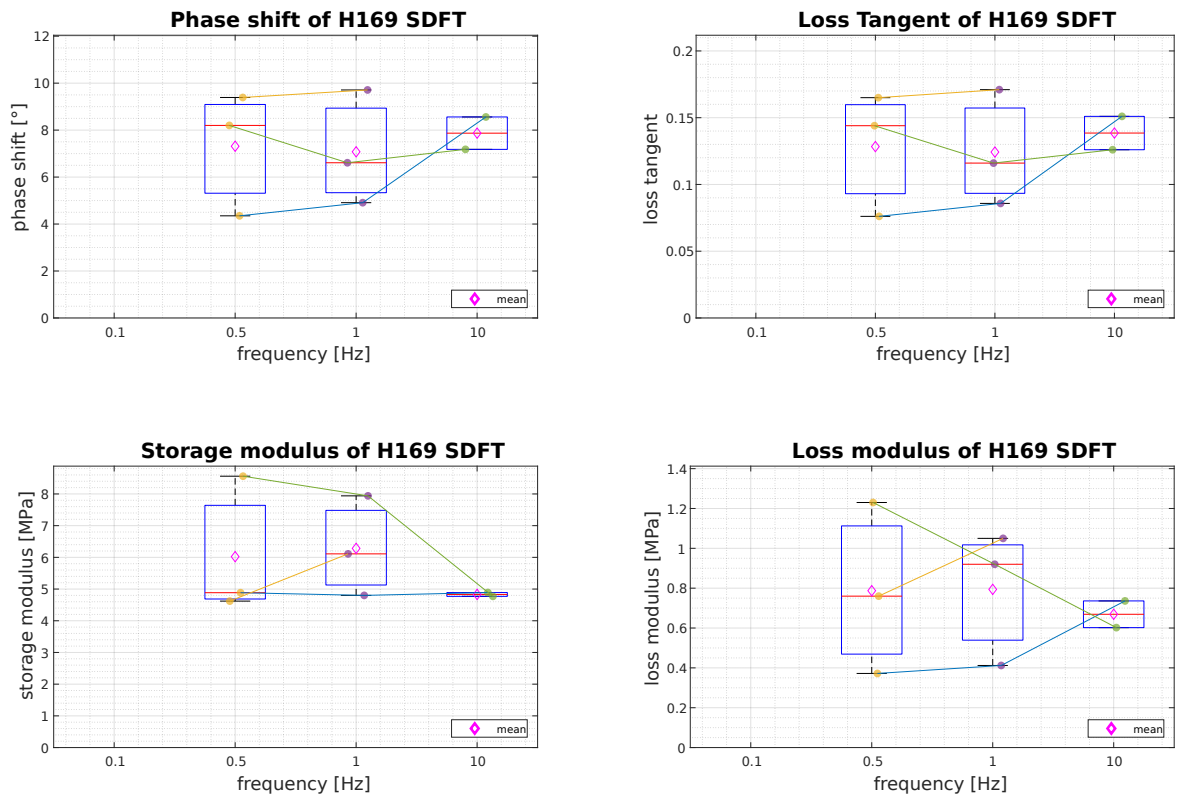 Phase shift of H169 SDFT
12
10
8
6
4
2
0
phase shift [°]
0.1 0.5 1 10
frequency [Hz]
mean
Loss Tangent of H169 SDFT
0.2
0.15
0.1
0.05
0
loss tangent
0.1 0.5 1 10
frequency [Hz]
mean
Storage modulus of H169 SDFT
8
7
6
5
4
3
2
1
0
storage modulus [MPa]
0.1 0.5 1 10
frequency [Hz]
mean
Loss modulus of H169 SDFT
1.4
1.2
1
0.8
0.6
0.4
0.2
0
loss modulus [MPa]
0.1 0.5 1 10
frequency [Hz]
mean